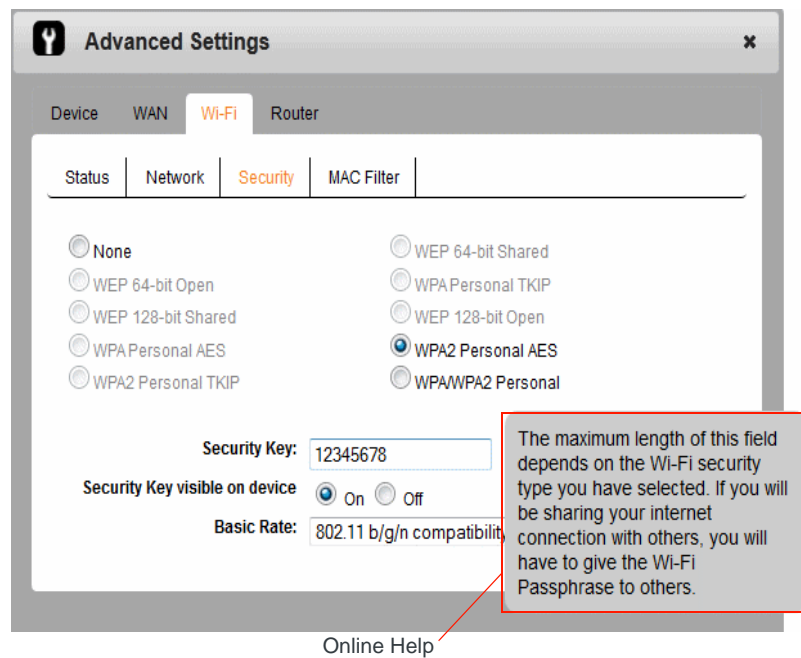 Advanced Settings
Device WAN Wi-Fi Router
Status Network Security MAC Filter
None WEP 64-bit Shared
WEP 64-bit Open WPA Personal TKIP
WEP 128-bit Shared WEP 128-bit Open
WPA Personal AES WPA2 Personal AES
WPA2 Personal TKIP WPA/WPA2 Personal
Security Key: 12345678
Security Key visible on device On Off
Basic Rate: 802.11 b/g/n compatibility
The maximum length of this field
depends on the Wi-Fi security
type you have selected. If you will
be sharing your internet
connection with others, you will
have to give the Wi-Fi
Passphrase to others.
Online Help